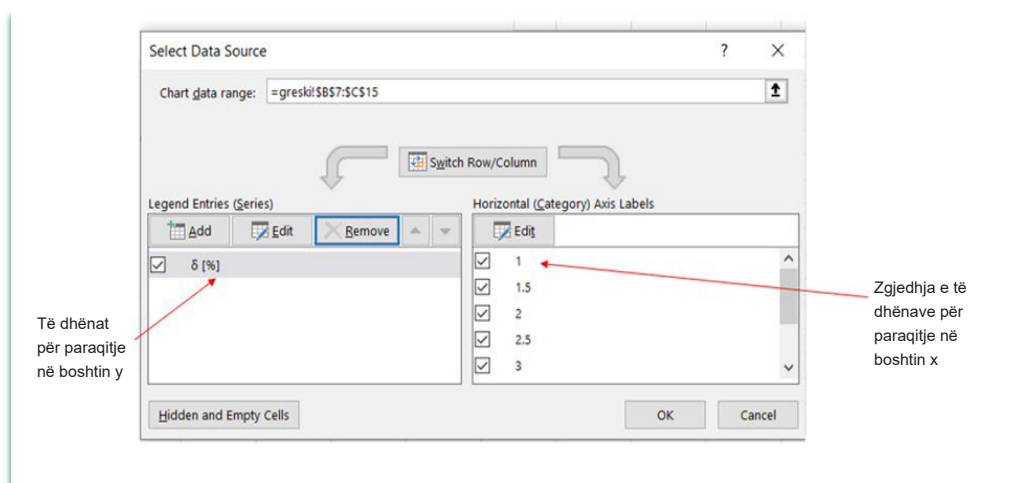 Select Data Source ? ×
Chart data range: =greski!$B$7:$C$15
Switch Row/Column
Legend Entries (Series)
Horizontal (Category) Axis Labels
Add Edit Remove
Edit
δ [%]
1
1.5
2
2.5
3
Të dhënat
për paraqitje
në boshtin y
Zgjedhja e të
dhënave për
paraqitje në
boshtin x
Hidden and Empty Cells
OK
Cancel